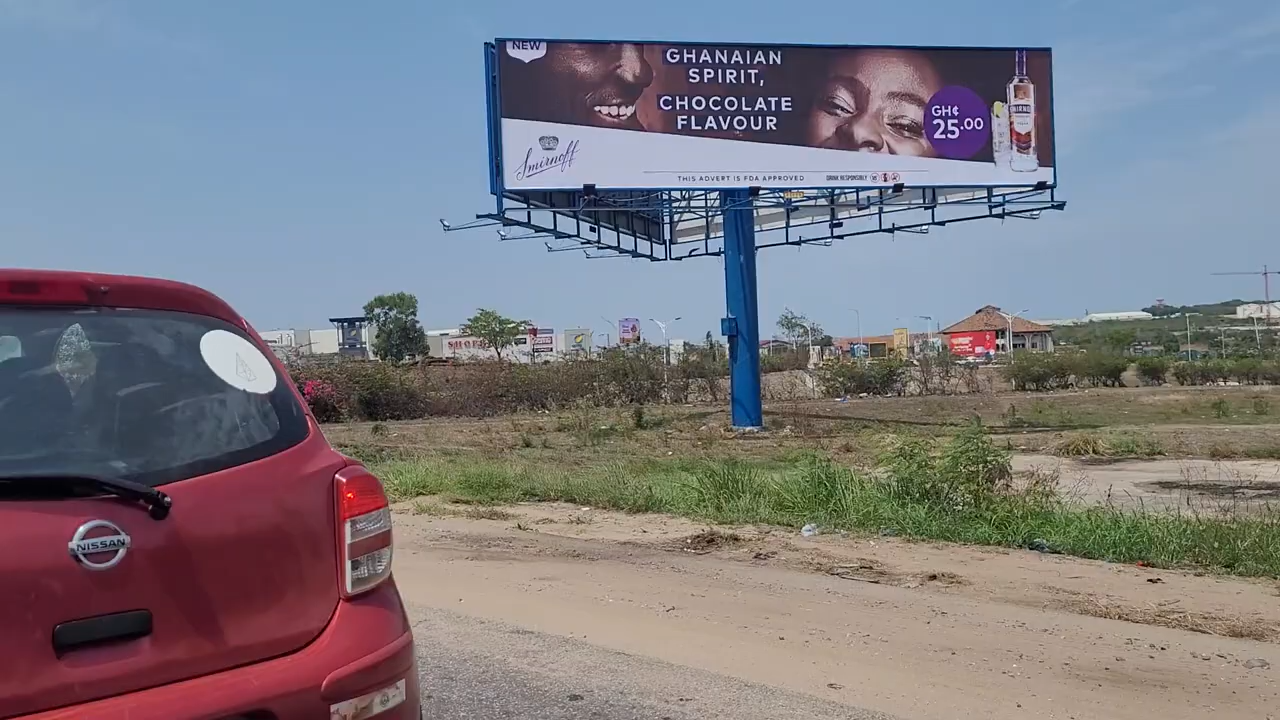 NEW
GHANAIAN
SPIRIT,
CHOCOLATE
FLAVOUR
GH¢
25.00
Smirnoff
THIS ADVERT IS FDA APPROVED
DRINK RESPONSIBLY
NISSAN